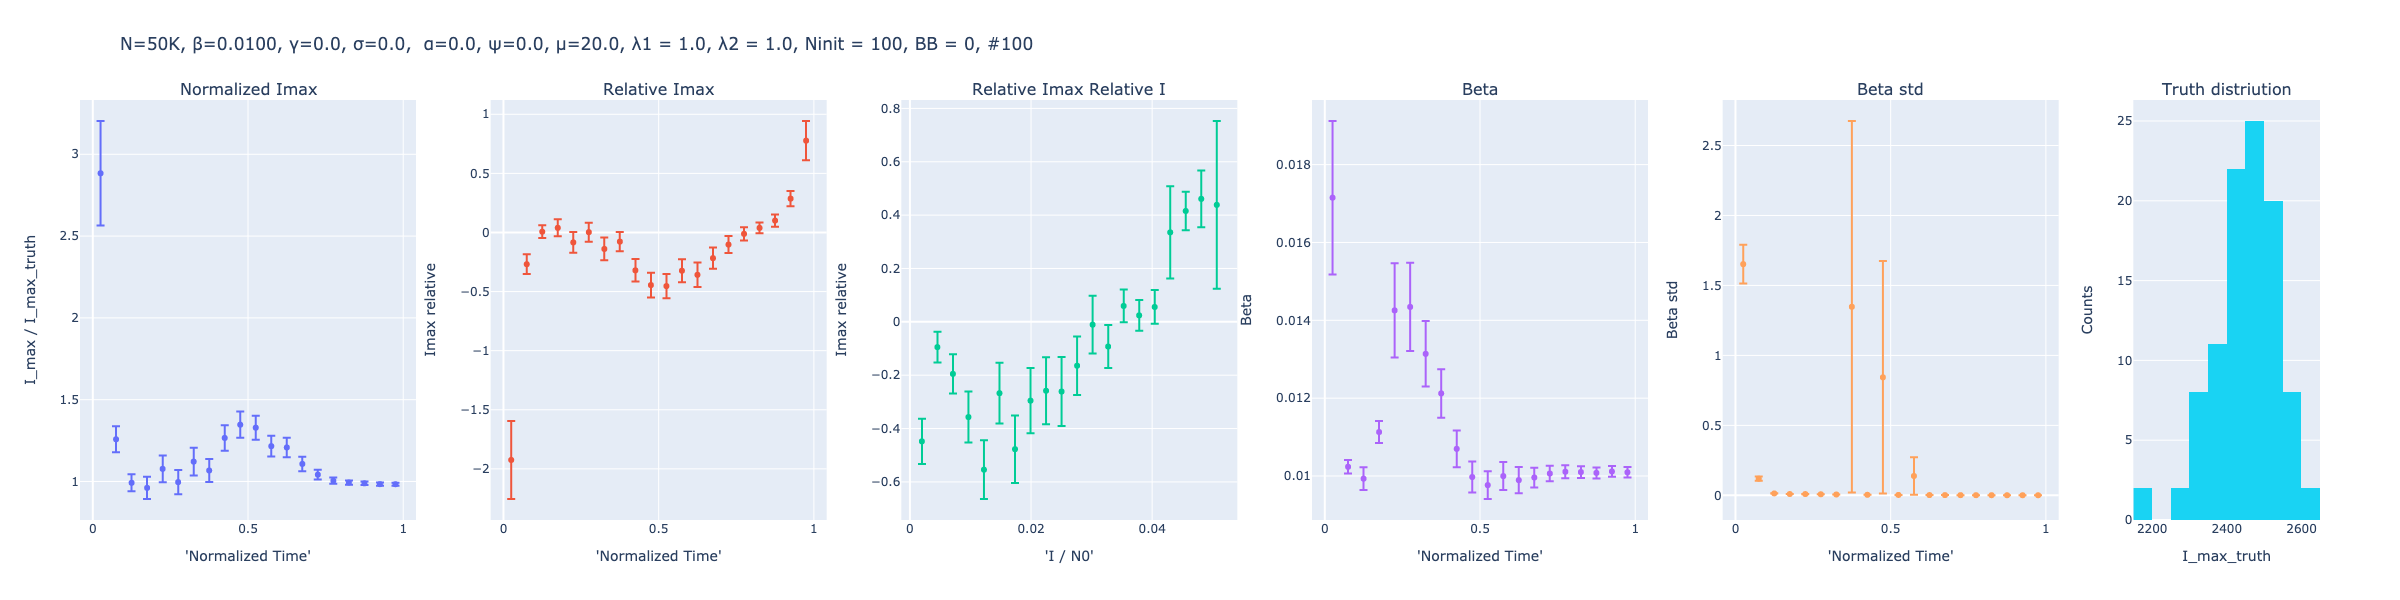 N=50K, β=0.0100, γ=0.0, σ=0.0,  α=0.0, ψ=0.0, μ=20.0, λ1 = 1.0, λ2 = 1.0, Ninit = 100, BB = 0, #100
Normalized Imax
I_max / I_max_truth
3
2.5
2
1.5
1
0
0.5
1
'Normalized Time'
Relative Imax
Imax relative
1
0.5
0
−0.5
−1
−1.5
−2
0
0.5
1
'Normalized Time'
Relative Imax Relative I
Imax relative
0.8
0.6
0.4
0.2
0
−0.2
−0.4
−0.6
0
0.02
0.04
'I / N0'
Beta
Beta
0.018
0.016
0.014
0.012
0.01
0
0.5
1
'Normalized Time'
Beta std
Beta std
2.5
2
1.5
1
0.5
0
0
0.5
1
'Normalized Time'
Truth distriution
Counts
25
20
15
10
5
0
2200
2400
2600
I_max_truth